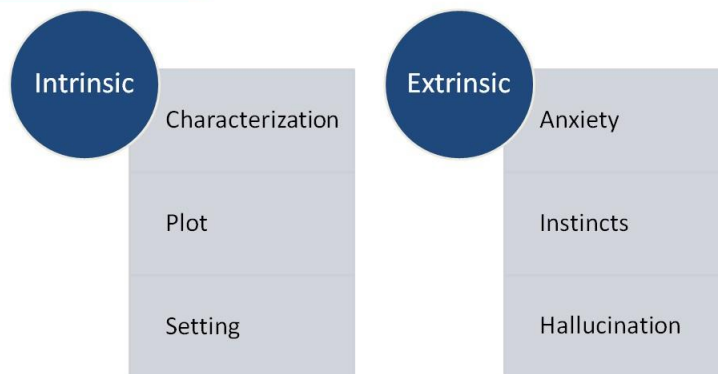 Intrinsic
Characterization
Plot
Setting
Extrinsic
Anxiety
Instincts
Hallucination